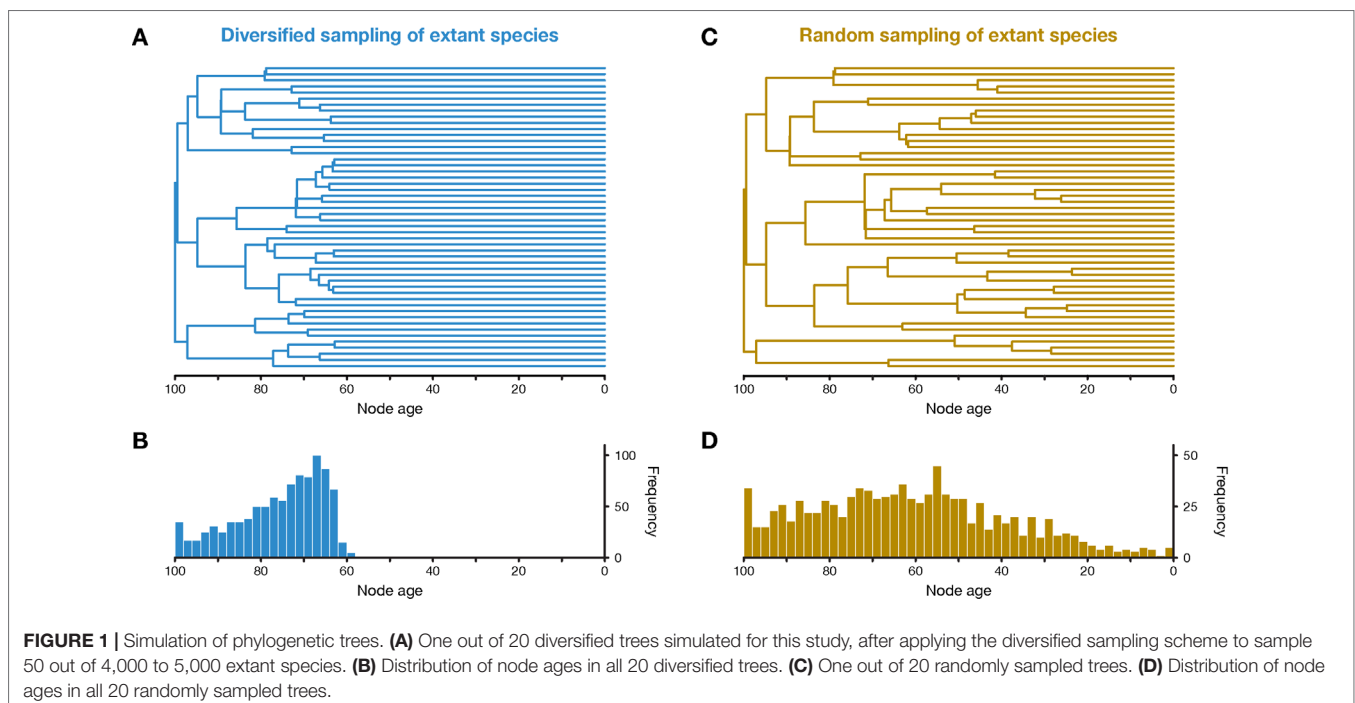 A
Diversified sampling of extant species
100
80
60
40
20
0
Node age
B
100
50
0
Frequency
100
80
60
40
20
0
Node age
C
Random sampling of extant species
100
80
60
40
20
0
Node age
D
50
25
0
Frequency
100
80
60
40
20
0
Node age
FIGURE 1 | Simulation of phylogenetic trees. (A) One out of 20 diversified trees simulated for this study, after applying the diversified sampling scheme to sample
50 out of 4,000 to 5,000 extant species. (B) Distribution of node ages in all 20 diversified trees. (C) One out of 20 randomly sampled trees. (D) Distribution of node
ages in all 20 randomly sampled trees.